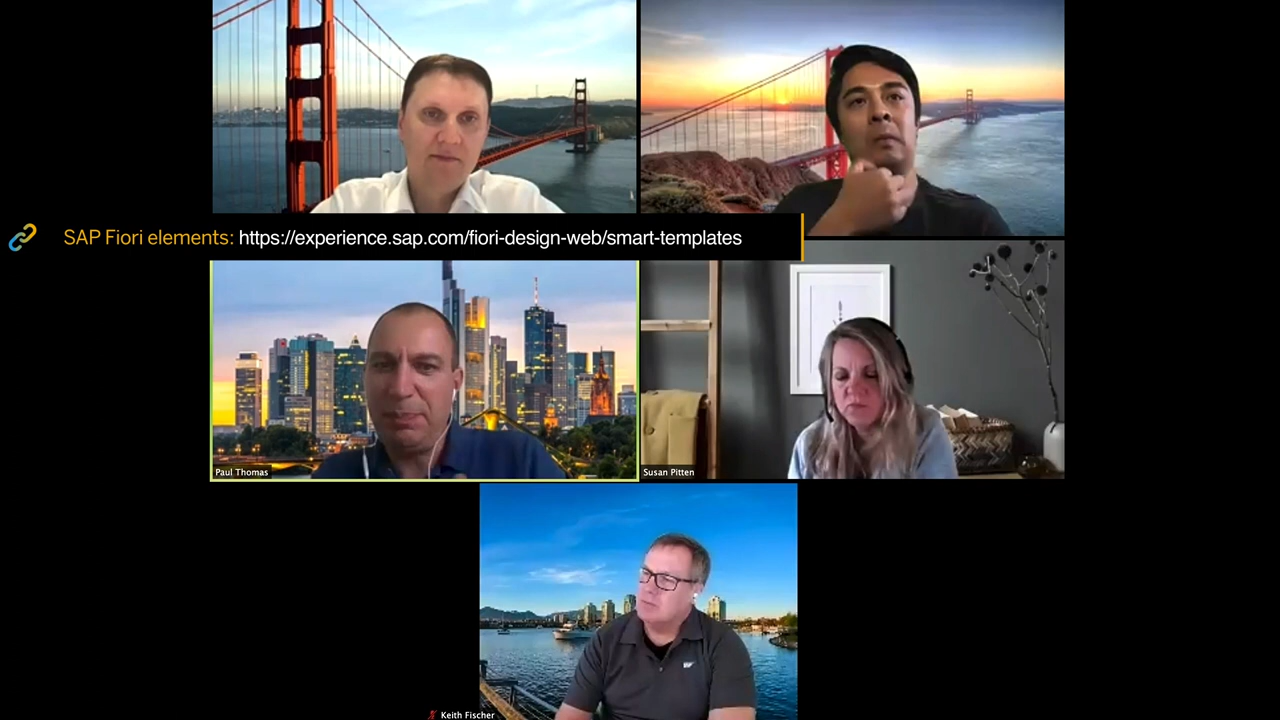 SAP Fiori elements: https://experience.sap.com/fiori-design-web/smart-templates
Paul Thomas
Susan Pitten
Keith Fischer